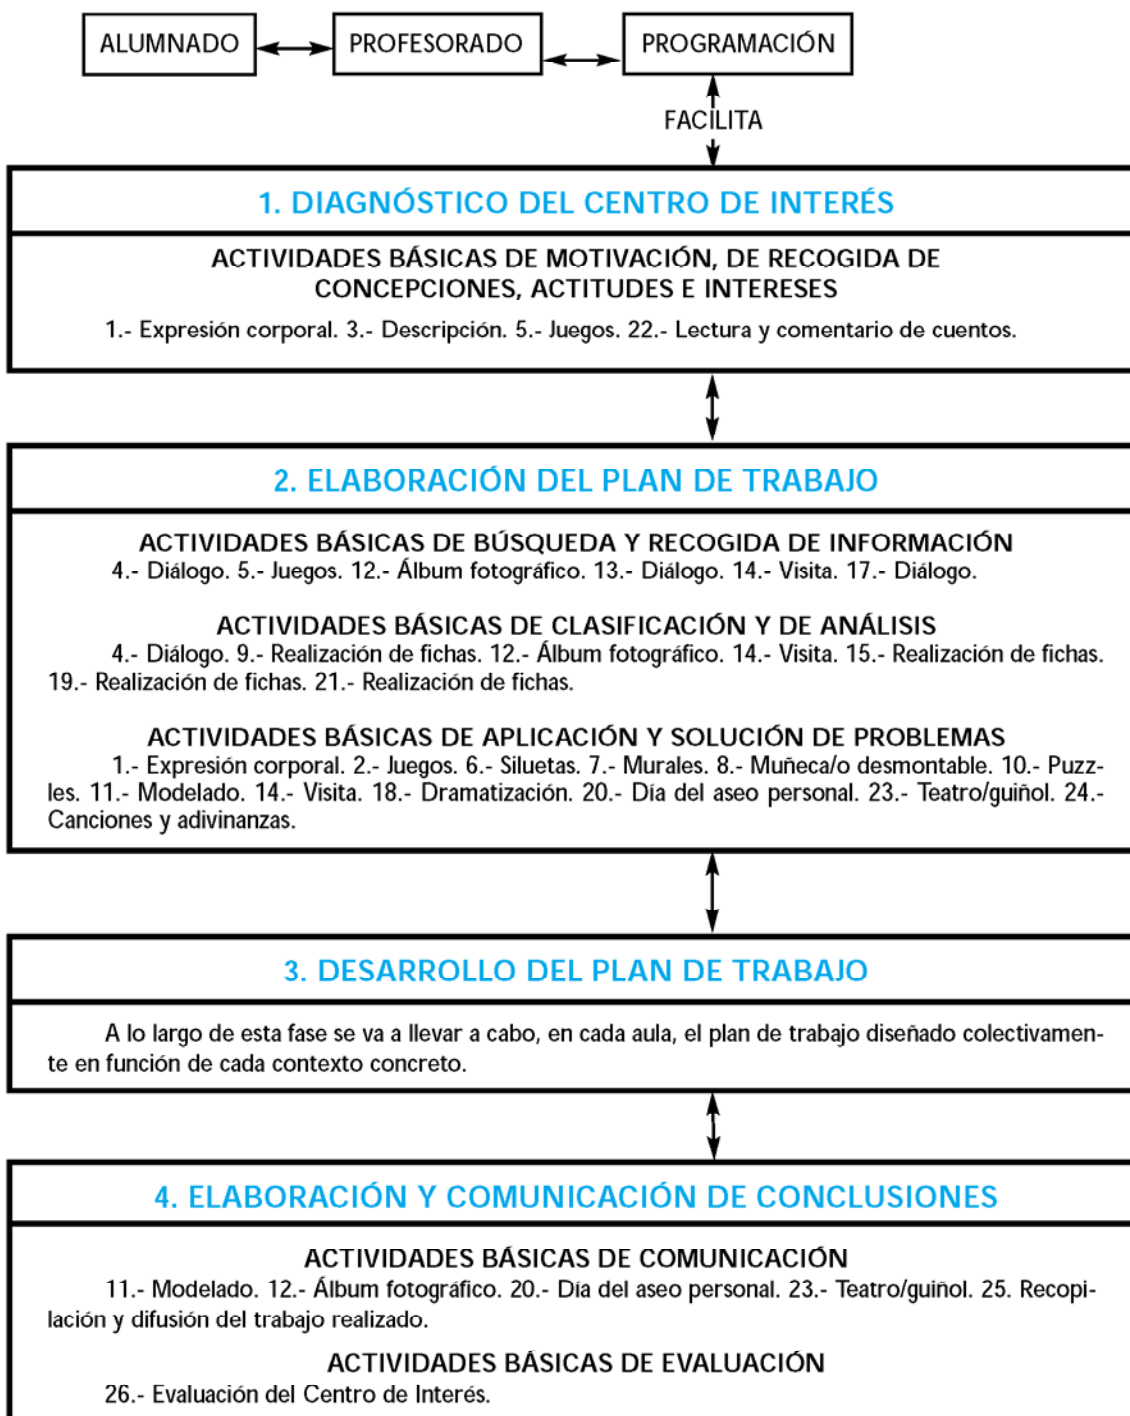 ALUMNADO PROFESORADO PROGRAMACIÓN
FACILITA
1. DIAGNÓSTICO DEL CENTRO DE INTERÉS
ACTIVIDADES BÁSICAS DE MOTIVACIÓN, DE RECOGIDA DE
CONCEPCIONES, ACTITUDES E INTERESES
1.- Expresión corporal. 3.- Descripción. 5.- Juegos. 22.- Lectura y comentario de cuentos.
2. ELABORACIÓN DEL PLAN DE TRABAJO
ACTIVIDADES BÁSICAS DE BÚSQUEDA Y RECOGIDA DE INFORMACIÓN
4.- Diálogo. 5.- Juegos. 12.- Álbum fotográfico. 13.- Diálogo. 14.- Visita. 17.- Diálogo.
ACTIVIDADES BÁSICAS DE CLASIFICACIÓN Y DE ANÁLISIS
4.- Diálogo. 9.- Realización de fichas. 12.- Álbum fotográfico. 14.- Visita. 15.- Realización de fichas.
19.- Realización de fichas. 21.- Realización de fichas.
ACTIVIDADES BÁSICAS DE APLICACIÓN Y SOLUCIÓN DE PROBLEMAS
1.- Expresión corporal. 2.- Juegos. 6.- Siluetas. 7.- Murales. 8.- Muñeca/o desmontable. 10.- Puzz-
les. 11.- Modelado. 14.- Visita. 18.- Dramatización. 20.- Día del aseo personal. 23.- Teatro/guiñol. 24.-
Canciones y adivinanzas.
3. DESARROLLO DEL PLAN DE TRABAJO
A lo largo de esta fase se va a llevar a cabo, en cada aula, el plan de trabajo diseñado colectivamen-
te en función de cada contexto concreto.
4. ELABORACIÓN Y COMUNICACIÓN DE CONCLUSIONES
ACTIVIDADES BÁSICAS DE COMUNICACIÓN
11.- Modelado. 12.- Álbum fotográfico. 20.- Día del aseo personal. 23.- Teatro/guiñol. 25. Recopi-
lación y difusión del trabajo realizado.
ACTIVIDADES BÁSICAS DE EVALUACIÓN
26.- Evaluación del Centro de Interés.